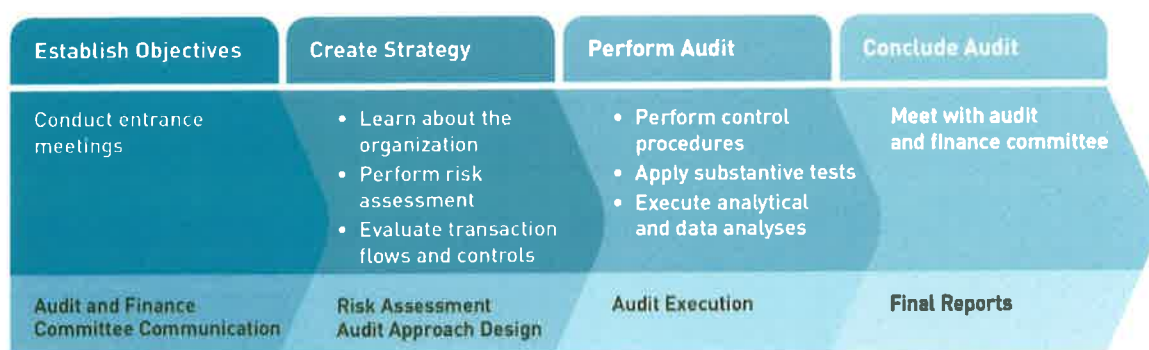 Establish Objectives
Conduct entrance
meetings
Audit and Finance
Committee Communication
Create Strategy
• Learn about the
organization
• Perform risk
assessment
• Evaluate transaction
flows and controls
Risk Assessment
Audit Approach Design
Perform Audit
• Perform control
procedures
• Apply substantive tests
• Execute analytical
and data analyses
Audit Execution
Conclude Audit
Meet with audit
and finance committee
Final Reports